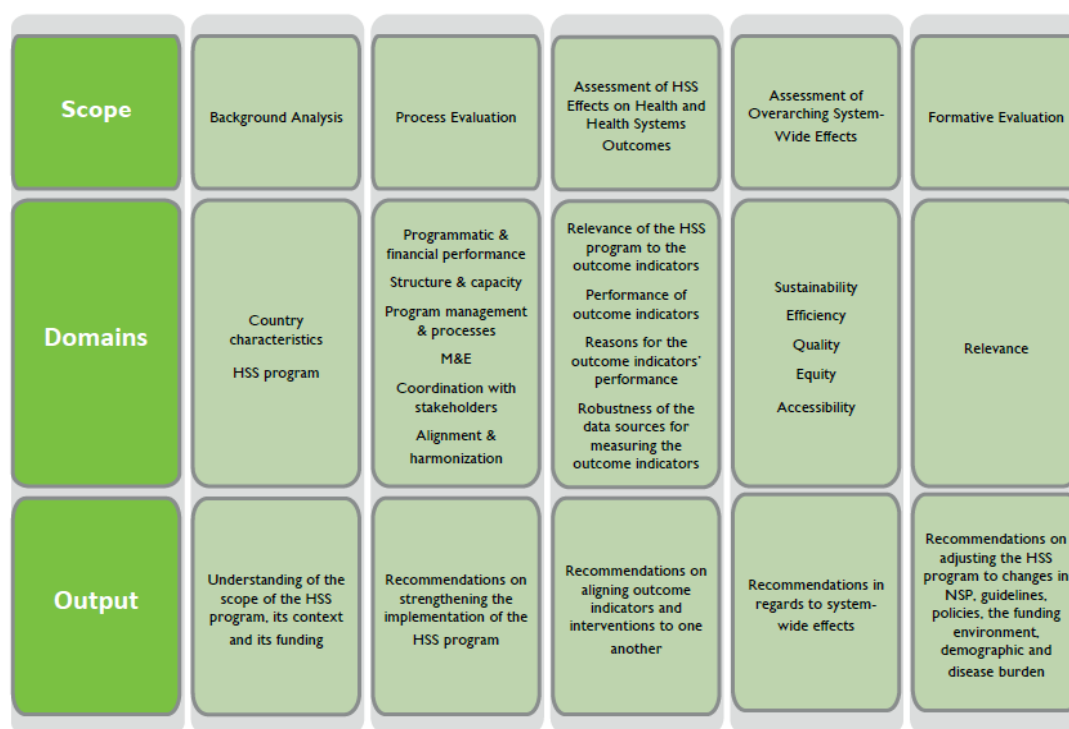 Scope
Background Analysis
Process Evaluation
Assessment of HSS
Effects on Health and
Health Systems
Outcomes
Assessment of
Overarching System-
Wide Effects
Formative Evaluation
Domains
Country
characteristics
HSS program
Programmatic &
financial performance
Structure & capacity
Program management
& processes
M&E
Coordination with
stakeholders
Alignment &
harmonization
Relevance of the HSS
program to the
outcome indicators
Performance of
outcome indicators
Reasons for the
outcome indicators'
performance
Robustness of the
data sources for
measuring the
outcome indicators
Sustainability
Efficiency
Quality
Equity
Accessibility
Relevance
Output
Understanding of the
scope of the HSS
program, its context
and its funding
Recommendations on
strengthening the
implementation of the
HSS program
Recommendations on
aligning outcome
indicators and
interventions to one
another
Recommendations in
regards to system-
wide effects
Recommendations on
adjusting the HSS
program to changes in
NSP, guidelines,
policies, the funding
environment,
demographic and
disease burden